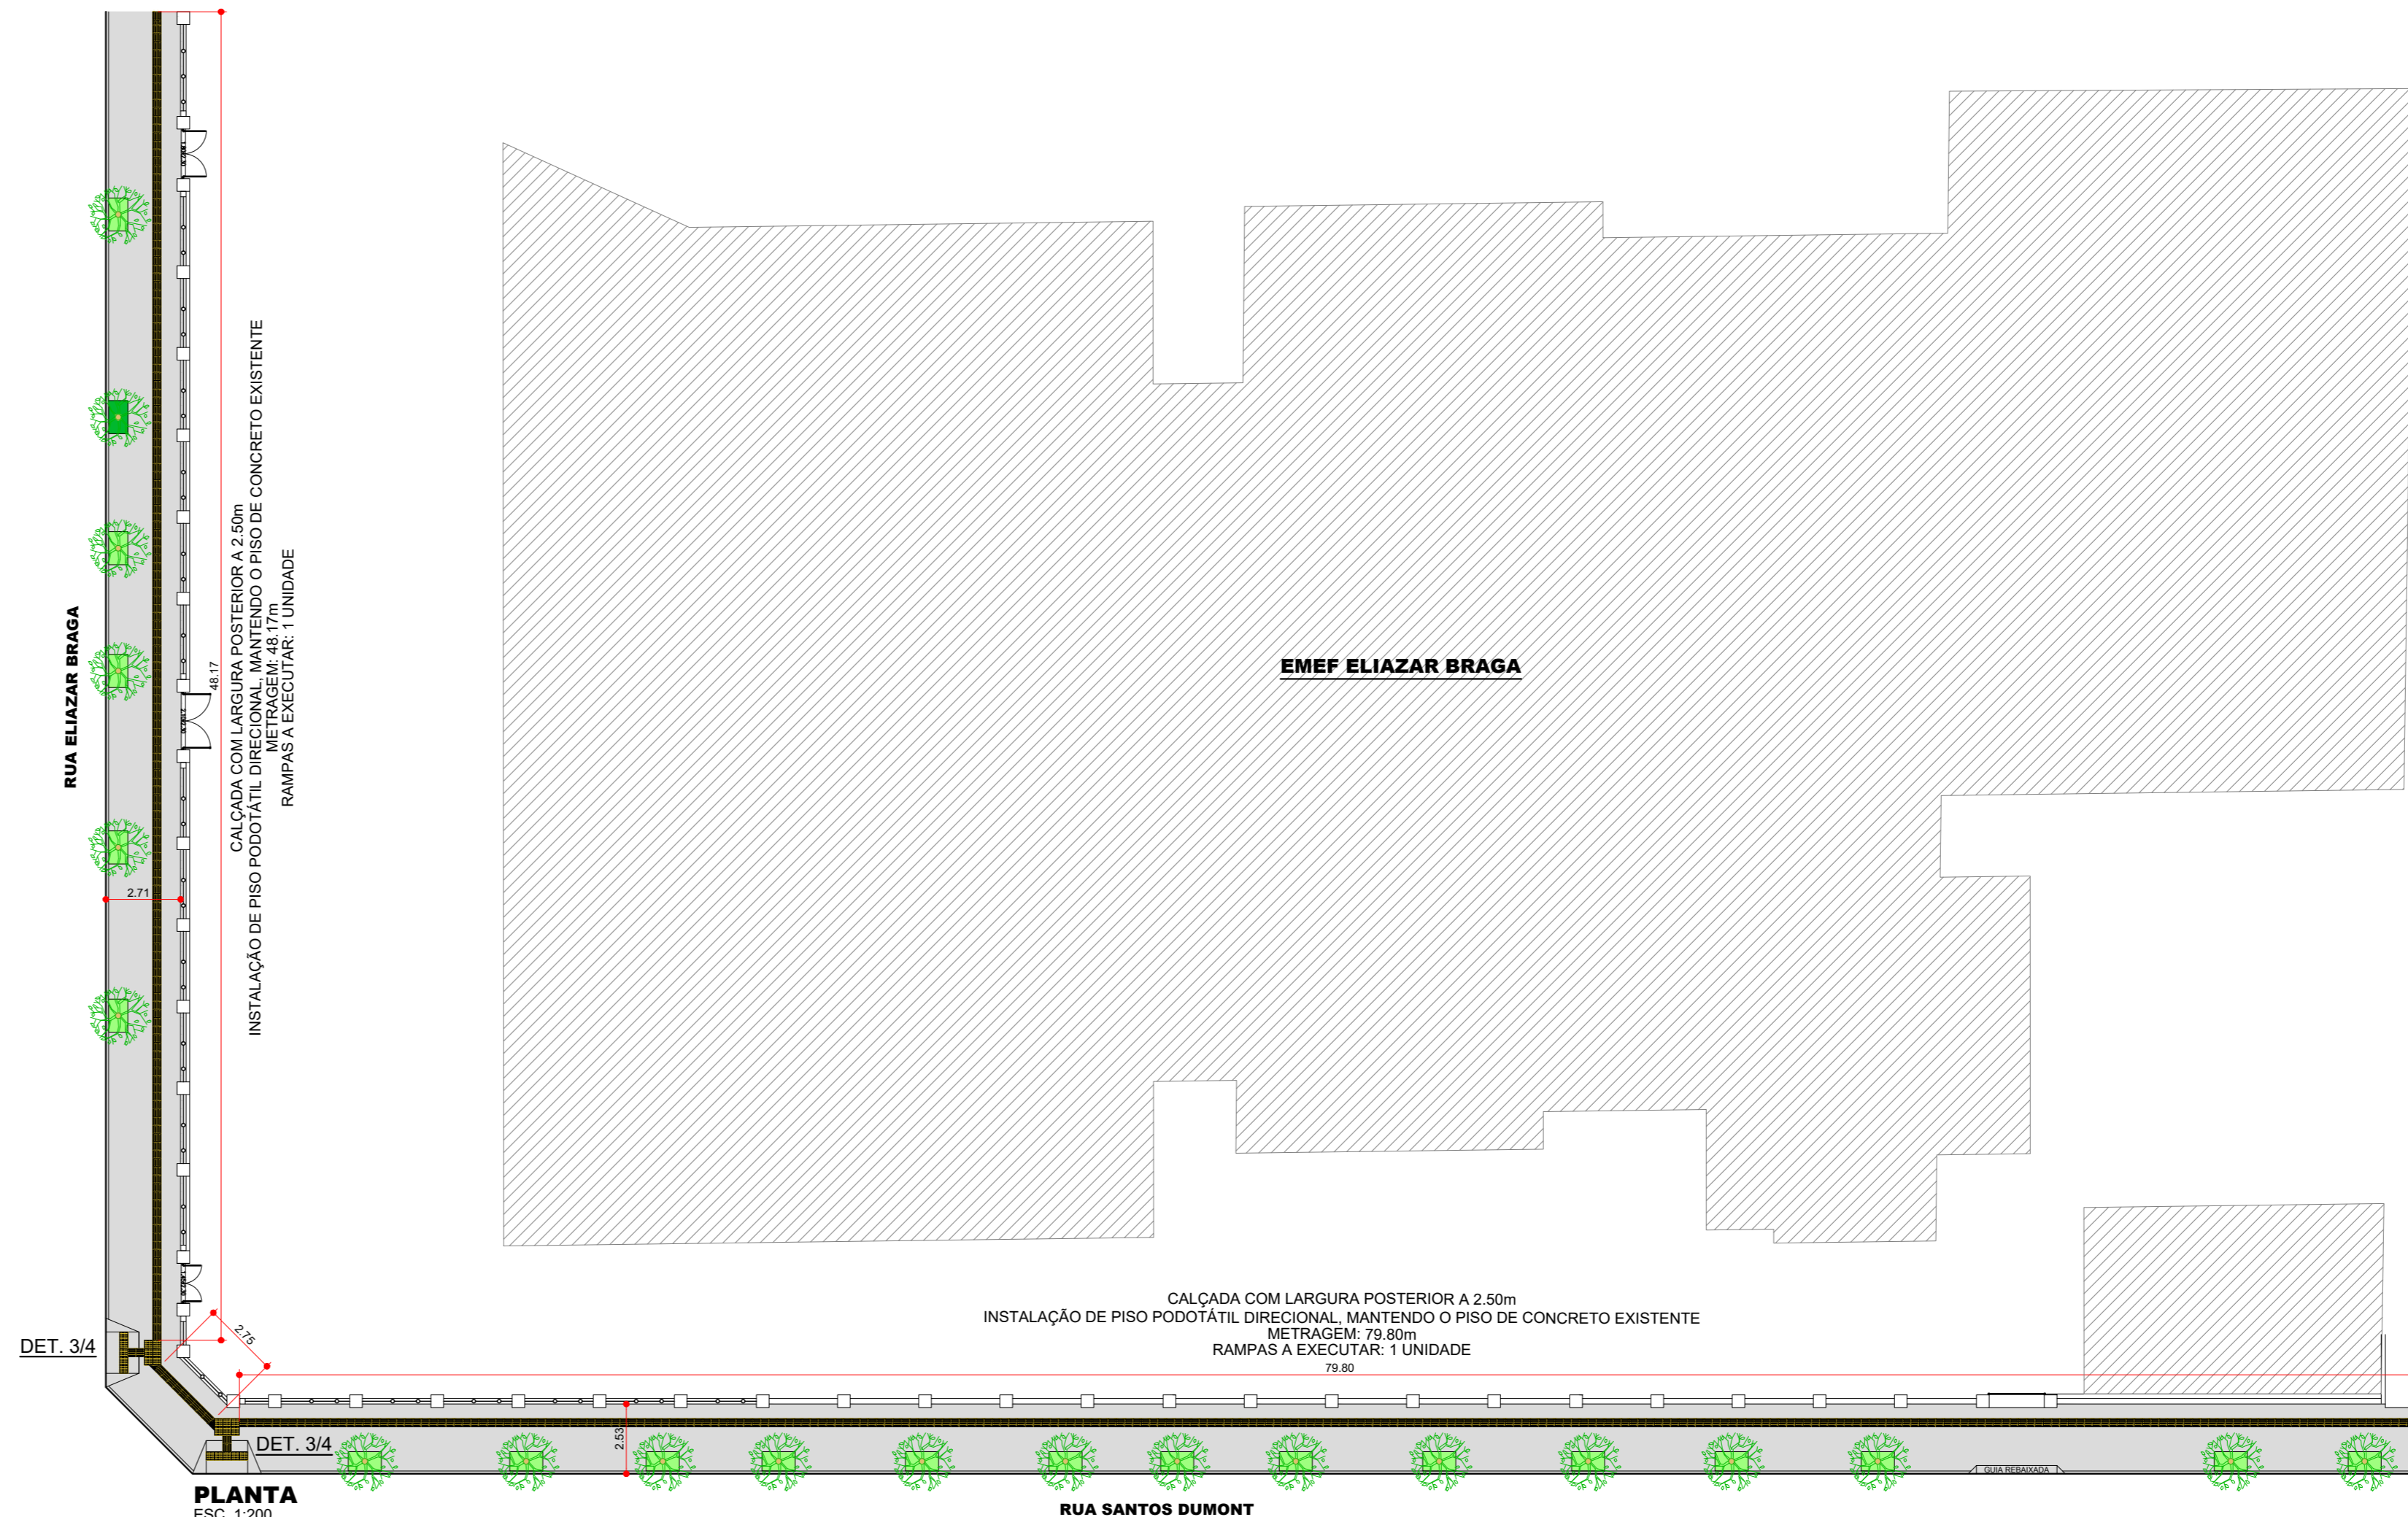 RUA ELIAZAR BRAGA
CALÇADA COM LARGURA POSTERIOR A 2.50m
INSTALAÇÃO DE PISO PODOTÁTIL DIRECIONAL, MANTENDO O PISO DE CONCRETO EXISTENTE
METRAGEM: 48.17m
RAMPAS A EXECUTAR: 1 UNIDADE
48.17
2.71
EMEF ELIAZAR BRAGA
2.75
DET. 3/4
CALÇADA COM LARGURA POSTERIOR A 2.50m
INSTALAÇÃO DE PISO PODOTÁTIL DIRECIONAL, MANTENDO O PISO DE CONCRETO EXISTENTE
METRAGEM: 79.80m
RAMPAS A EXECUTAR: 1 UNIDADE
79.80
2.53
DET. 3/4
GUIA REBAIXADA
PLANTA
ESC. 1:200
RUA SANTOS DUMONT